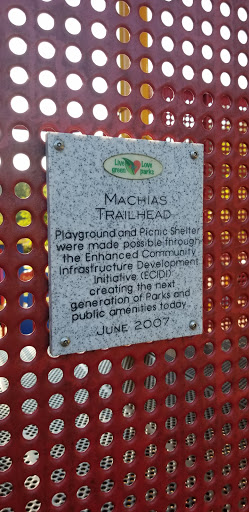 Live green Love parks
MACHIAS
TRAILHEAD
Playground and Picnic Shelter
were made possible through
the Enhanced Community
Infrastructure Development
Initiative (ECIDI)
creating the next
generation of Parks and
public amenities today.
JUNE 2007